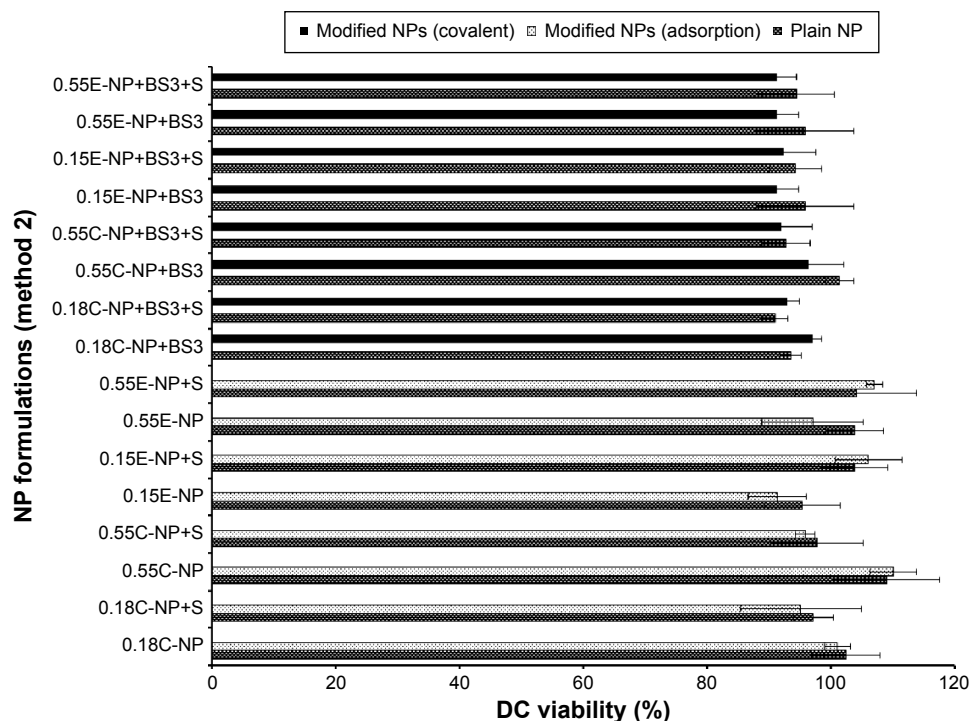 Modified NPs (covalent) Modified NPs (adsorption) Plain NP
NP formulations (method 2)
0.55E-NP+BS3+S
0.55E-NP+BS3
0.15E-NP+BS3+S
0.15E-NP+BS3
0.55C-NP+BS3+S
0.55C-NP+BS3
0.18C-NP+BS3+S
0.18C-NP+BS3
0.55E-NP+S
0.55E-NP
0.15E-NP+S
0.15E-NP
0.55C-NP+S
0.55C-NP
0.18C-NP+S
0.18C-NP
0 20 40 60 80 100 120
DC viability (%)